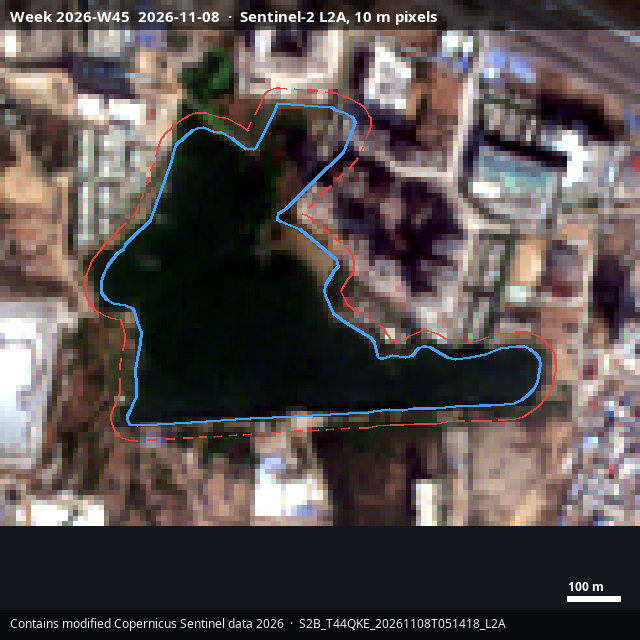 Week 2026-W45 2026-11-08 · Sentinel-2 L2A, 10 m pixels
100 m
Contains modified Copernicus Sentinel data 2026 · S2B_T44QKE_20261108T051418_L2A